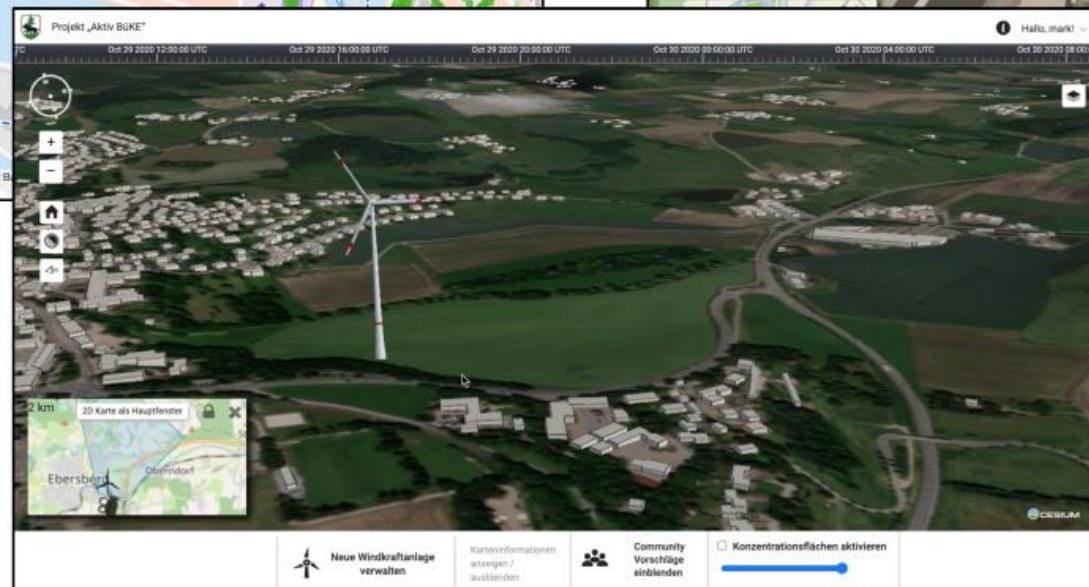 Projekt „Aktiv BüKE"
Hallo, mark!
Oct 29 2020 12:00:00 UTC
Oct 29 2020 16:00:00 UTC
Oct 29 2020 20:00:00 UTC
Oct 30 2020 00:00:00 UTC
Oct 30 2020 04:00:00 UTC
Oct 30 2020 08:00:
+
−
2 km
2D Karte als Hauptfenster
Ebersberg
Oberndorf
CESIUM
Neue Windkraftanlage
verwalten
Karteninformationen
anzeigen /
ausblenden
Community
Vorschläge
einblenden
Konzentrationsflächen aktivieren